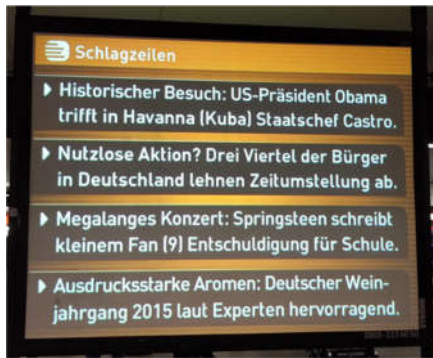 Schlagzeilen
Historischer Besuch: US-Präsident Obama
trifft in Havanna (Kuba) Staatschef Castro.
Nutzlose Aktion? Drei Viertel der Bürger
in Deutschland lehnen Zeitumstellung ab.
Megalanges Konzert: Springsteen schreibt
kleinem Fan (9) Entschuldigung für Schule.
Ausdrucksstarke Aromen: Deutscher Wein-
jahrgang 2015 laut Experten hervorragend.